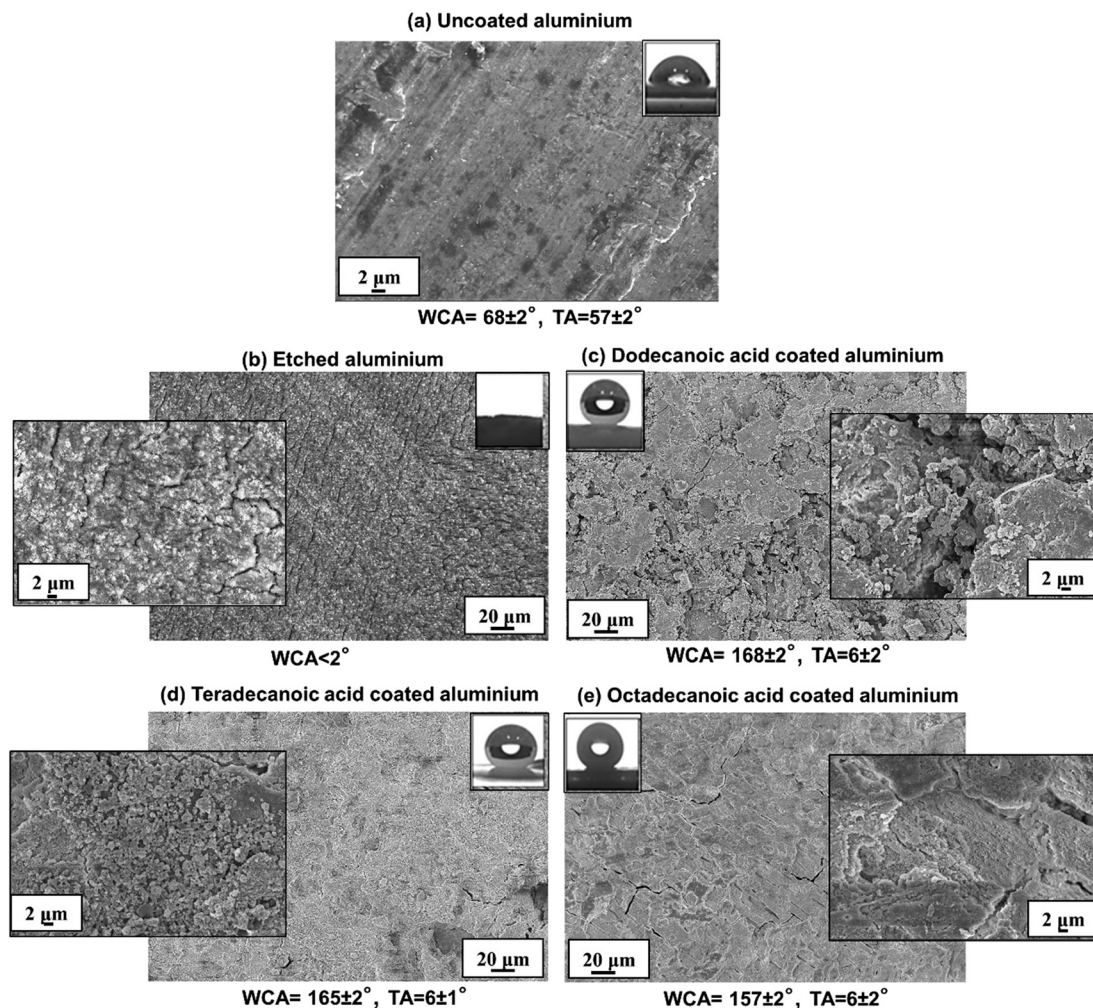 (a) Uncoated aluminium
2 μm
WCA= 68±2°, TA=57±2°
(b) Etched aluminium
2 μm
20 μm
WCA<2°
(c) Dodecanoic acid coated aluminium
20 μm
2 μm
WCA= 168±2°, TA=6±2°
(d) Teradecanoic acid coated aluminium
2 μm
20 μm
WCA= 165±2°, TA=6±1°
(e) Octadecanoic acid coated aluminium
20 μm
2 μm
WCA= 157±2°, TA=6±2°